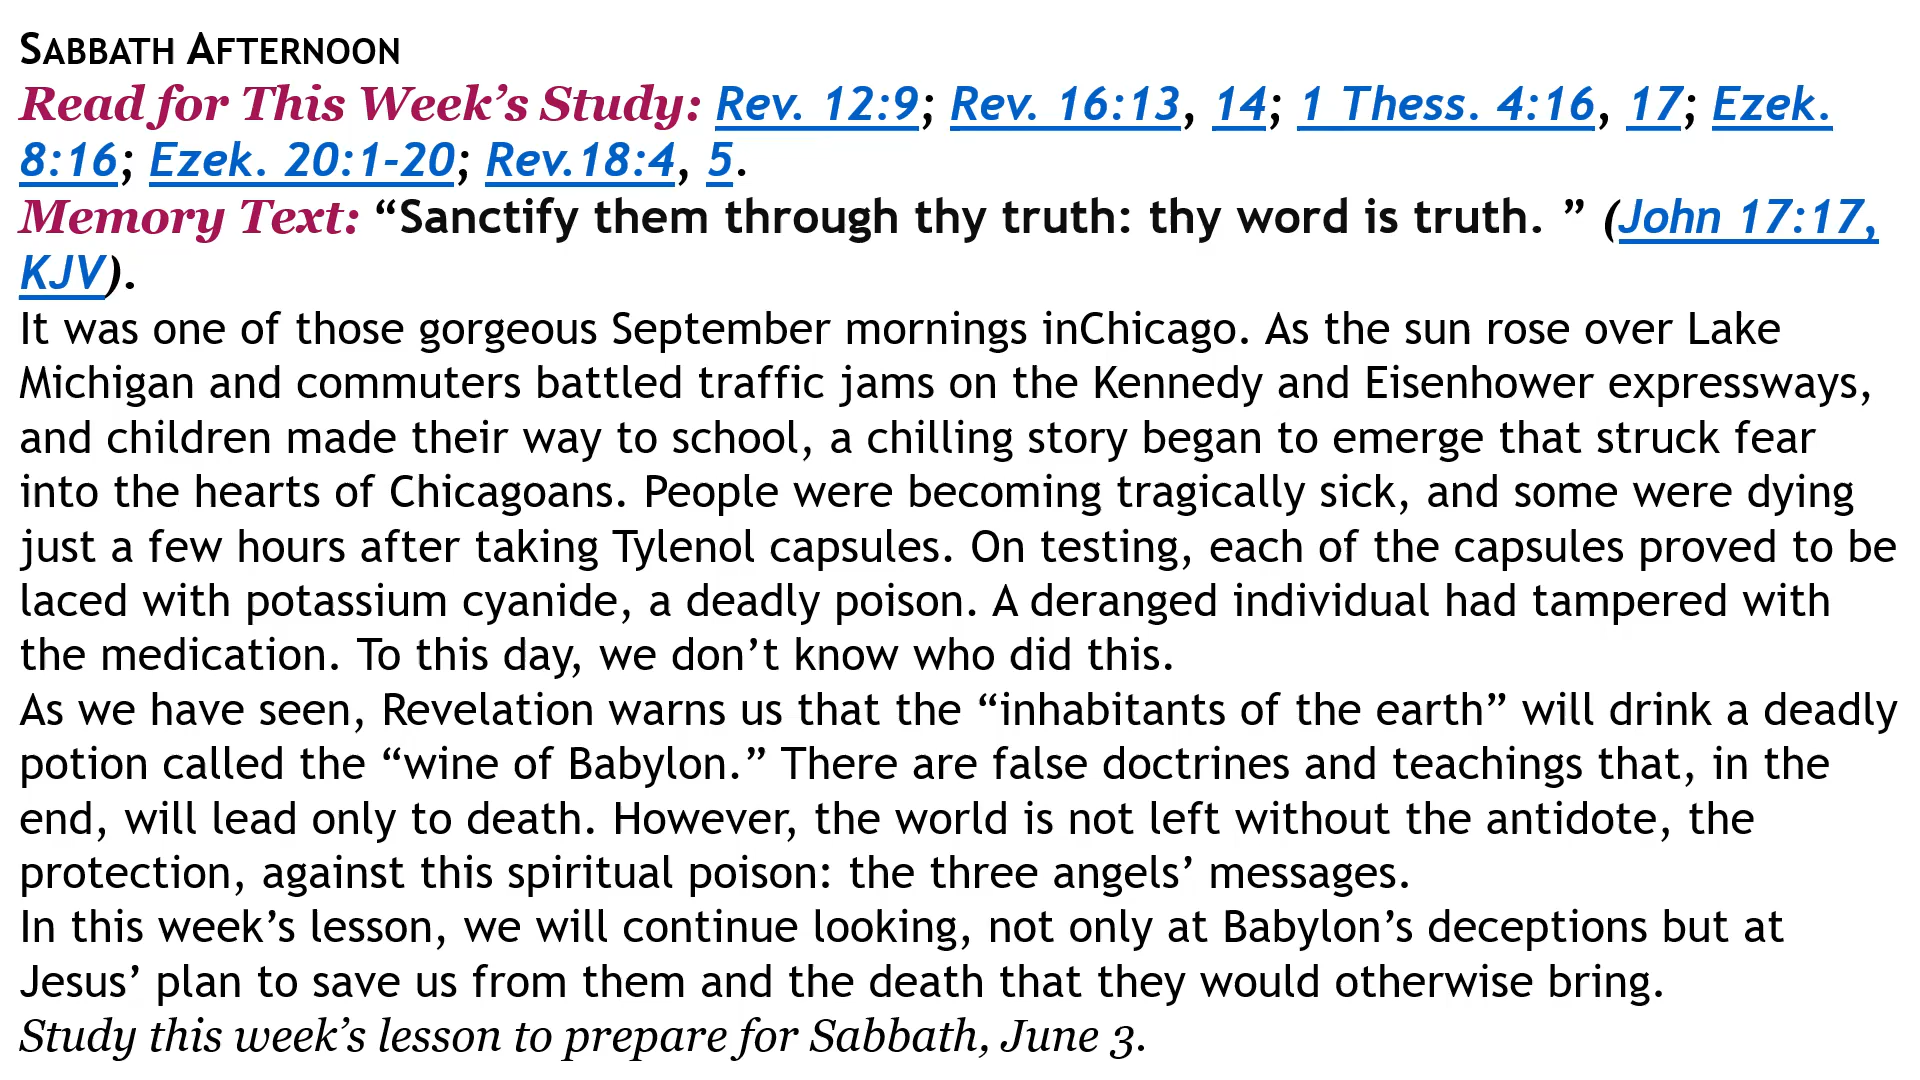 SABBATH AFTERNOON
Read for This Week’s Study: Rev. 12:9; Rev. 16:13, 14; 1 Thess. 4:16, 17; Ezek.
8:16; Ezek. 20:1-20; Rev.18:4, 5.
Memory Text: “Sanctify them through thy truth: thy word is truth. ” (John 17:17,
KJV).
It was one of those gorgeous September mornings inChicago. As the sun rose over Lake
Michigan and commuters battled traffic jams on the Kennedy and Eisenhower expressways,
and children made their way to school, a chilling story began to emerge that struck fear
into the hearts of Chicagoans. People were becoming tragically sick, and some were dying
just a few hours after taking Tylenol capsules. On testing, each of the capsules proved to be
laced with potassium cyanide, a deadly poison. A deranged individual had tampered with
the medication. To this day, we don’t know who did this.
As we have seen, Revelation warns us that the “inhabitants of the earth” will drink a deadly
potion called the “wine of Babylon.” There are false doctrines and teachings that, in the
end, will lead only to death. However, the world is not left without the antidote, the
protection, against this spiritual poison: the three angels’ messages.
In this week’s lesson, we will continue looking, not only at Babylon’s deceptions but at
Jesus’ plan to save us from them and the death that they would otherwise bring.
Study this week’s lesson to prepare for Sabbath, June 3.